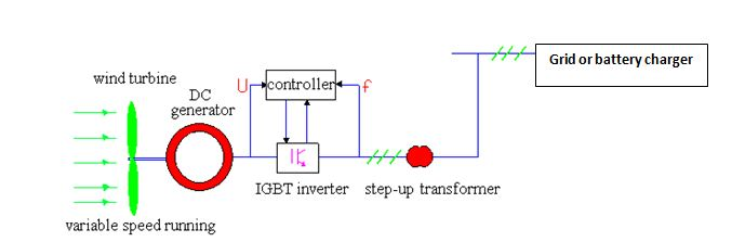 Grid or battery charger
wind turbine
DC
generator
U
controller
f
IGBT inverter
step-up transformer
variable speed running